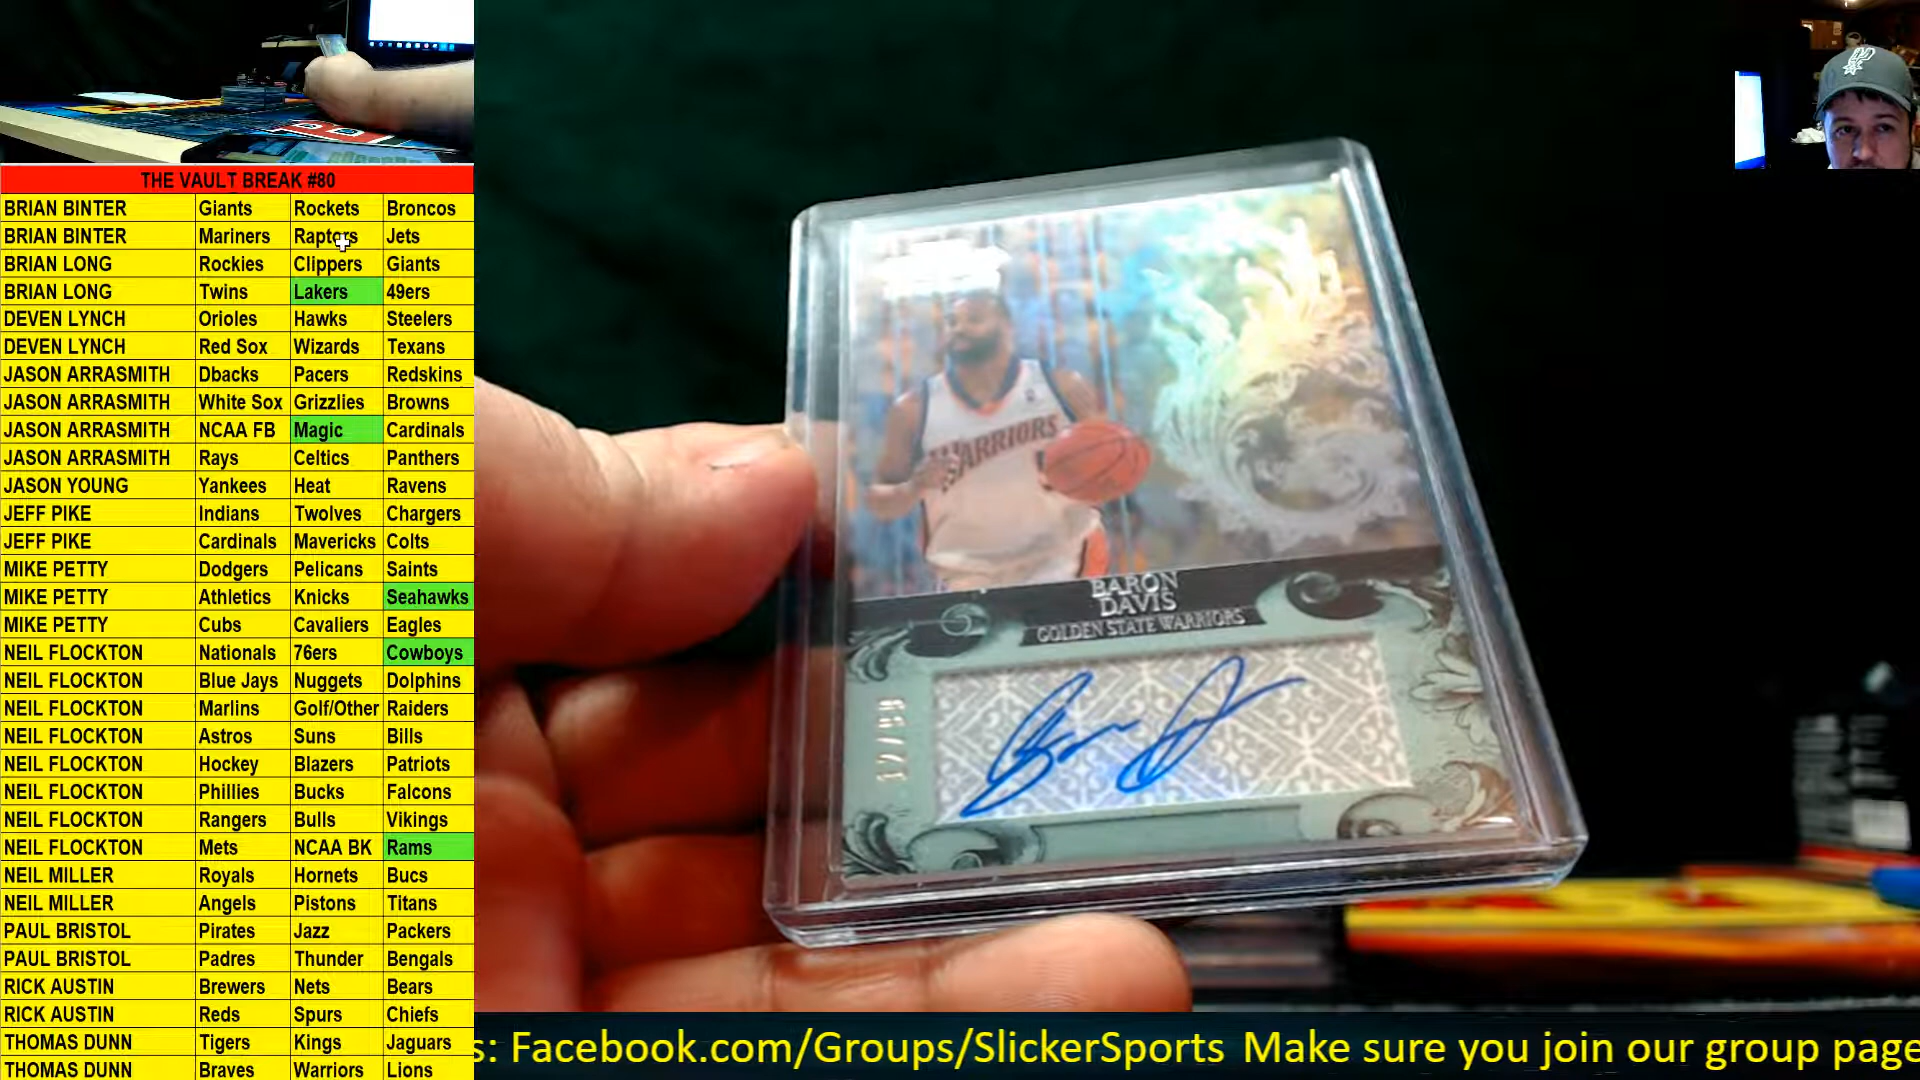 THE VAULT BREAK #80
BRIAN BINTER Giants Rockets Broncos
BRIAN BINTER Mariners Raptors Jets
BRIAN LONG Rockies Clippers Giants
BRIAN LONG Twins Lakers 49ers
DEVEN LYNCH Orioles Hawks Steelers
DEVEN LYNCH Red Sox Wizards Texans
JASON ARRASMITH Dbacks Pacers Redskins
JASON ARRASMITH White Sox Grizzlies Browns
JASON ARRASMITH NCAA FB Magic Cardinals
JASON ARRASMITH Rays Celtics Panthers
JASON YOUNG Yankees Heat Ravens
JEFF PIKE Indians Twolves Chargers
JEFF PIKE Cardinals Mavericks Colts
MIKE PETTY Dodgers Pelicans Saints
MIKE PETTY Athletics Knicks Seahawks
MIKE PETTY Cubs Cavaliers Eagles
NEIL FLOCKTON Nationals 76ers Cowboys
NEIL FLOCKTON Blue Jays Nuggets Dolphins
NEIL FLOCKTON Marlins Golf/Other Raiders
NEIL FLOCKTON Astros Suns Bills
NEIL FLOCKTON Hockey Blazers Patriots
NEIL FLOCKTON Phillies Bucks Falcons
NEIL FLOCKTON Rangers Bulls Vikings
NEIL FLOCKTON Mets NCAA BK Rams
NEIL MILLER Royals Hornets Bucs
NEIL MILLER Angels Pistons Titans
PAUL BRISTOL Pirates Jazz Packers
PAUL BRISTOL Padres Thunder Bengals
RICK AUSTIN Brewers Nets Bears
RICK AUSTIN Reds Spurs Chiefs
THOMAS DUNN Tigers Kings Jaguars
THOMAS DUNN Braves Warriors Lions
WARRIORS
BARON
DAVIS
GOLDEN STATE WARRIORS
s: Facebook.com/Groups/SlickerSports Make sure you join our group page